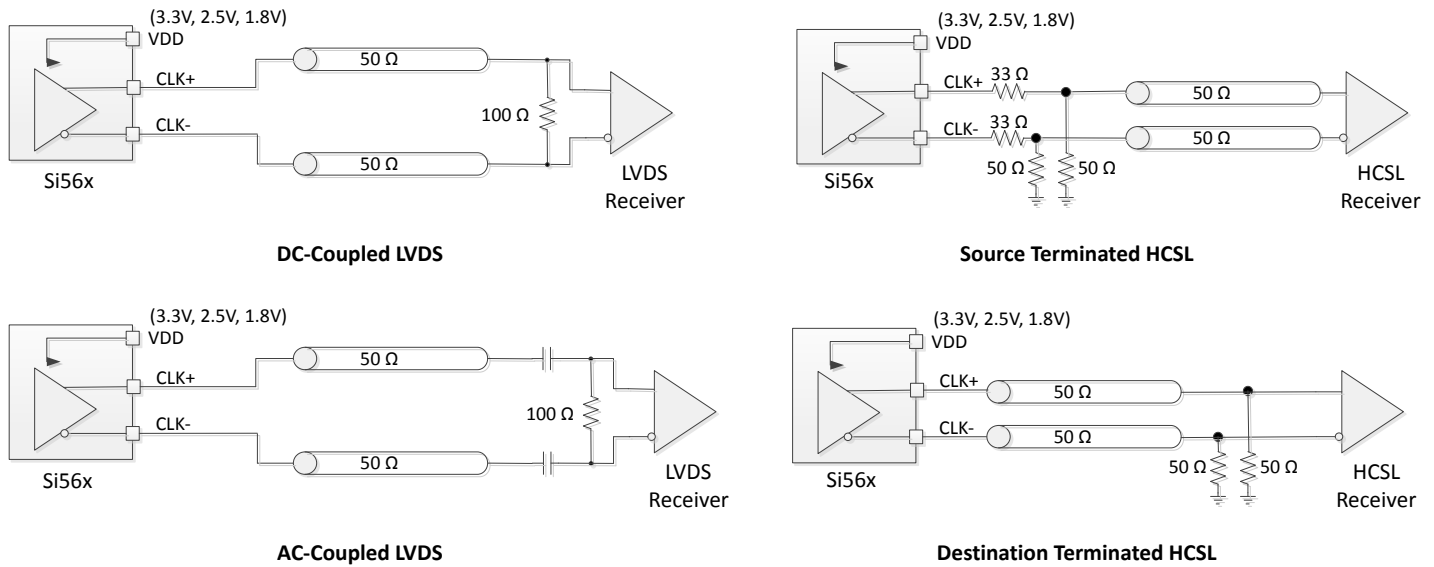 (3.3V, 2.5V, 1.8V)
VDD
CLK+
50 Ω
100 Ω
CLK-
50 Ω
Si56x
LVDS
Receiver
DC-Coupled LVDS
(3.3V, 2.5V, 1.8V)
VDD
CLK+
33 Ω
50 Ω
CLK-
33 Ω
50 Ω
50 Ω
50 Ω
Si56x
HCSL
Receiver
Source Terminated HCSL
(3.3V, 2.5V, 1.8V)
VDD
CLK+
50 Ω
100 Ω
CLK-
50 Ω
Si56x
LVDS
Receiver
AC-Coupled LVDS
(3.3V, 2.5V, 1.8V)
VDD
CLK+
50 Ω
CLK-
50 Ω
50 Ω
50 Ω
Si56x
HCSL
Receiver
Destination Terminated HCSL